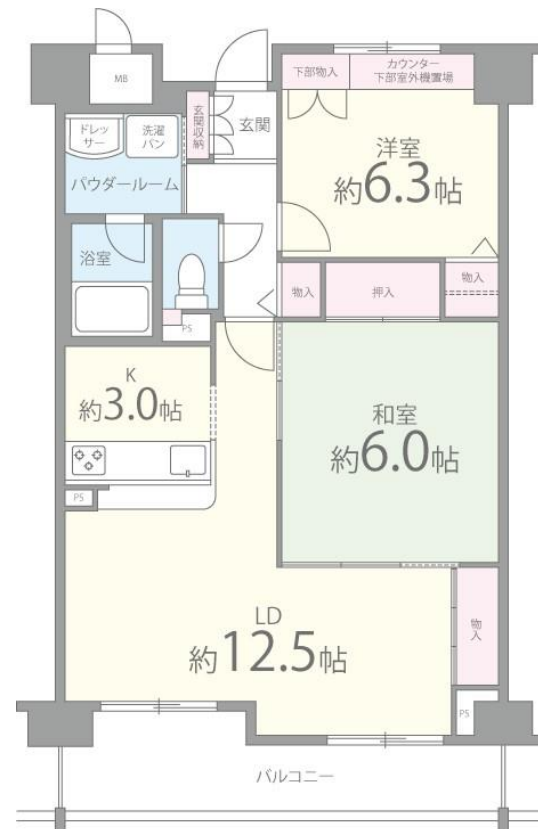 MB
下部物入
カウンター
下部室外機置場
ドレッ
サー
洗濯
パン
玄関
収納
玄関
洋室
約6.3帖
パウダールーム
浴室
物入
押入
物入
PS
K
約3.0帖
和室
約6.0帖
PS
LD
約12.5帖
物入
PS
バルコニー